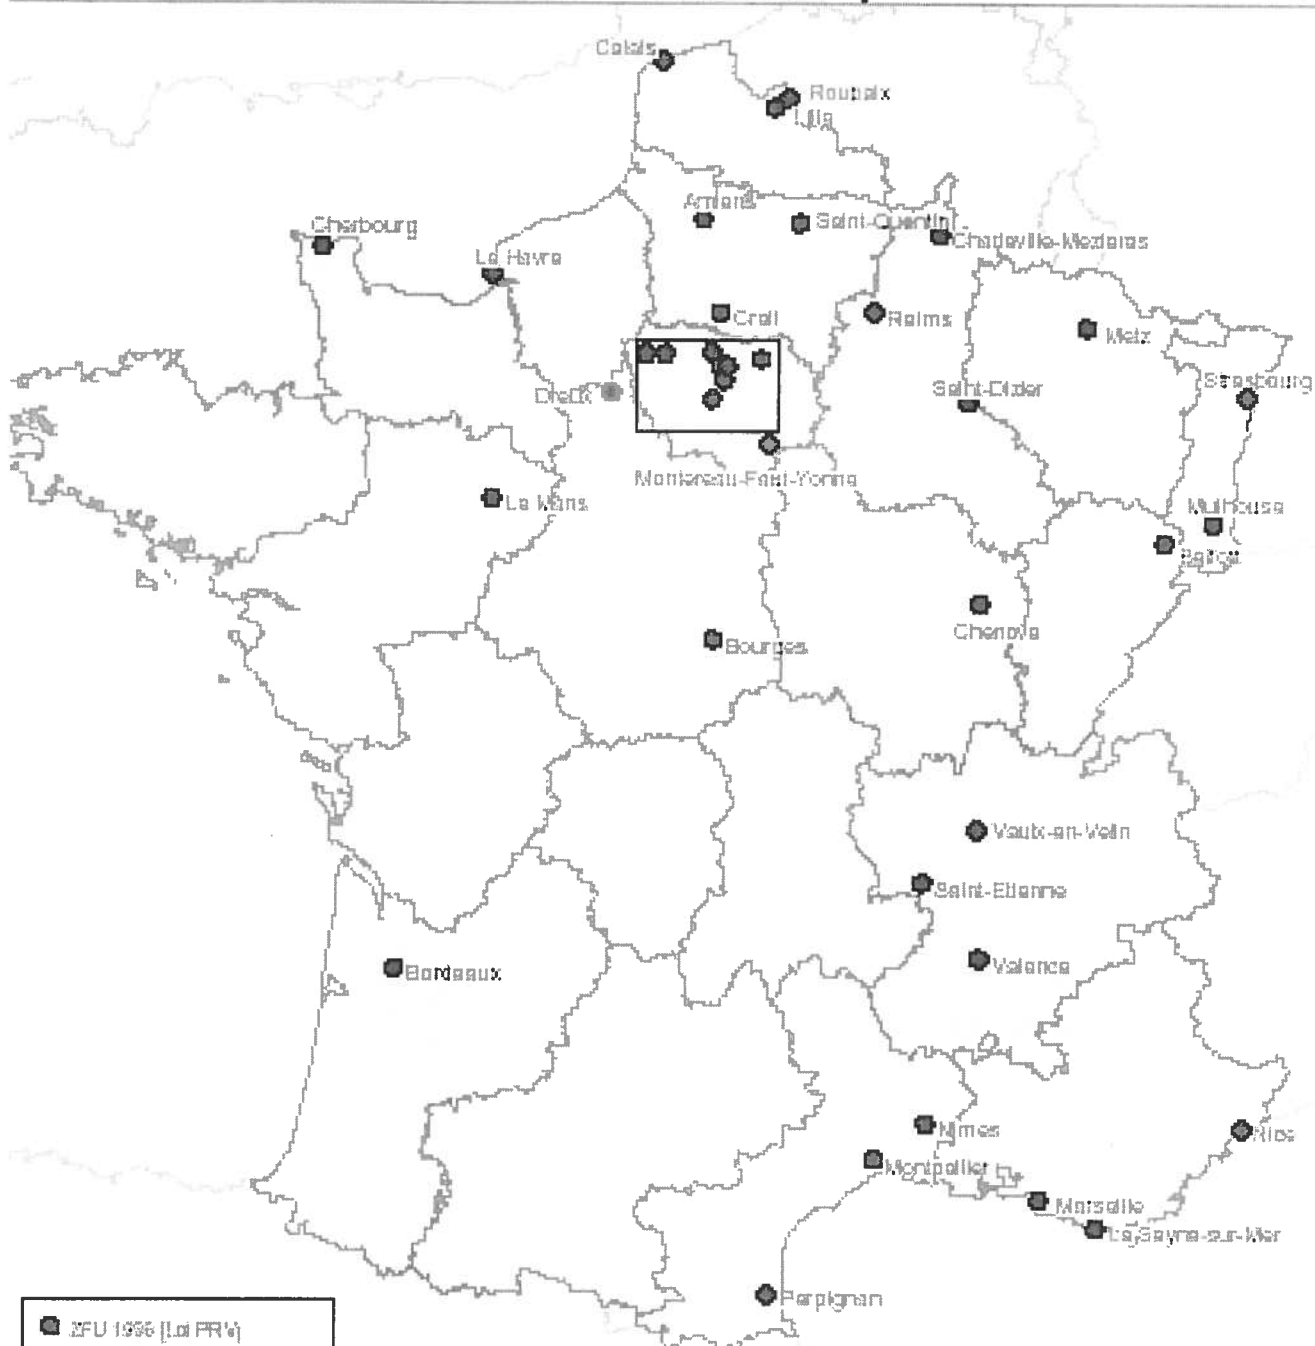 Calais
Roubaix
Lille
Amiens
Saint-Quentin
Cherbourg
Charleville-Mezieres
Le Havre
Creil
Reims
Metz
Saint-Dizier
Strasbourg
Dreux
Montereau-Faut-Yonne
Le Mans
Mulhouse
Belfort
Chenove
Bourges
Vaulx-en-Velin
Saint-Etienne
Valence
Bordeaux
Nimes
Nice
Montpellier
Marseille
La Seyne-sur-Mer
Perpignan
ZFU 1996 (Loi PRV)